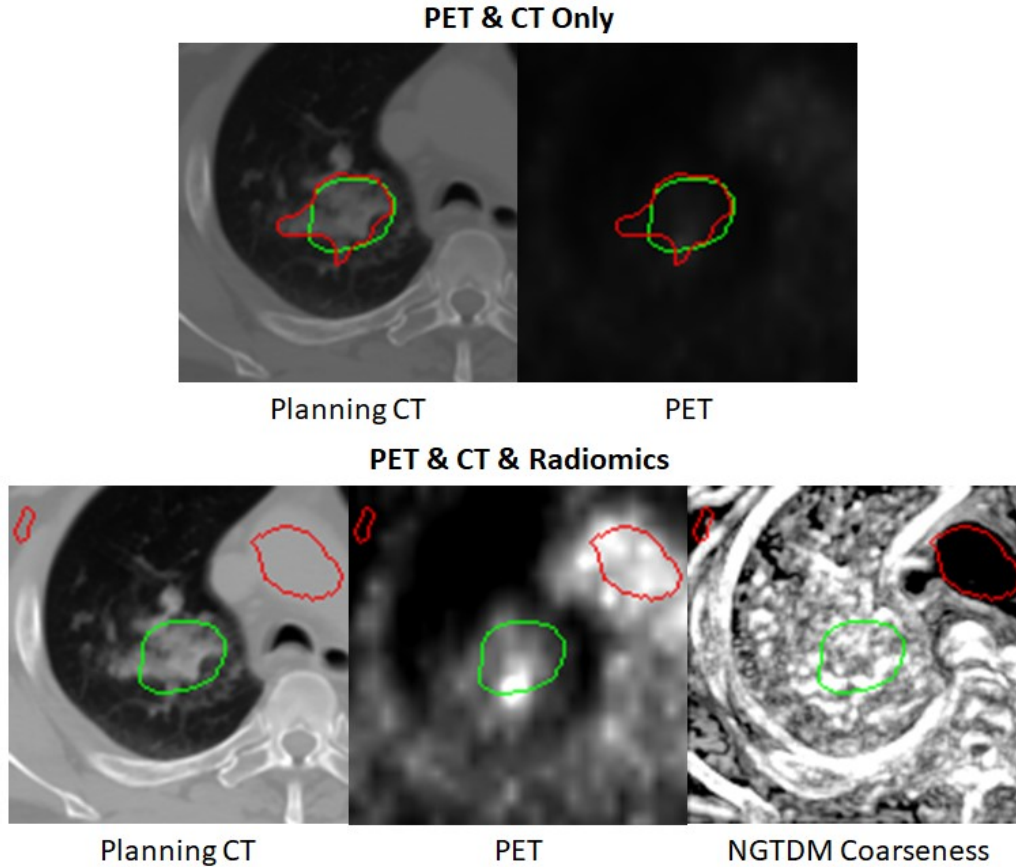 PET & CT Only
Planning CT
PET
PET & CT & Radiomics
Planning CT
PET
NGTDM Coarseness